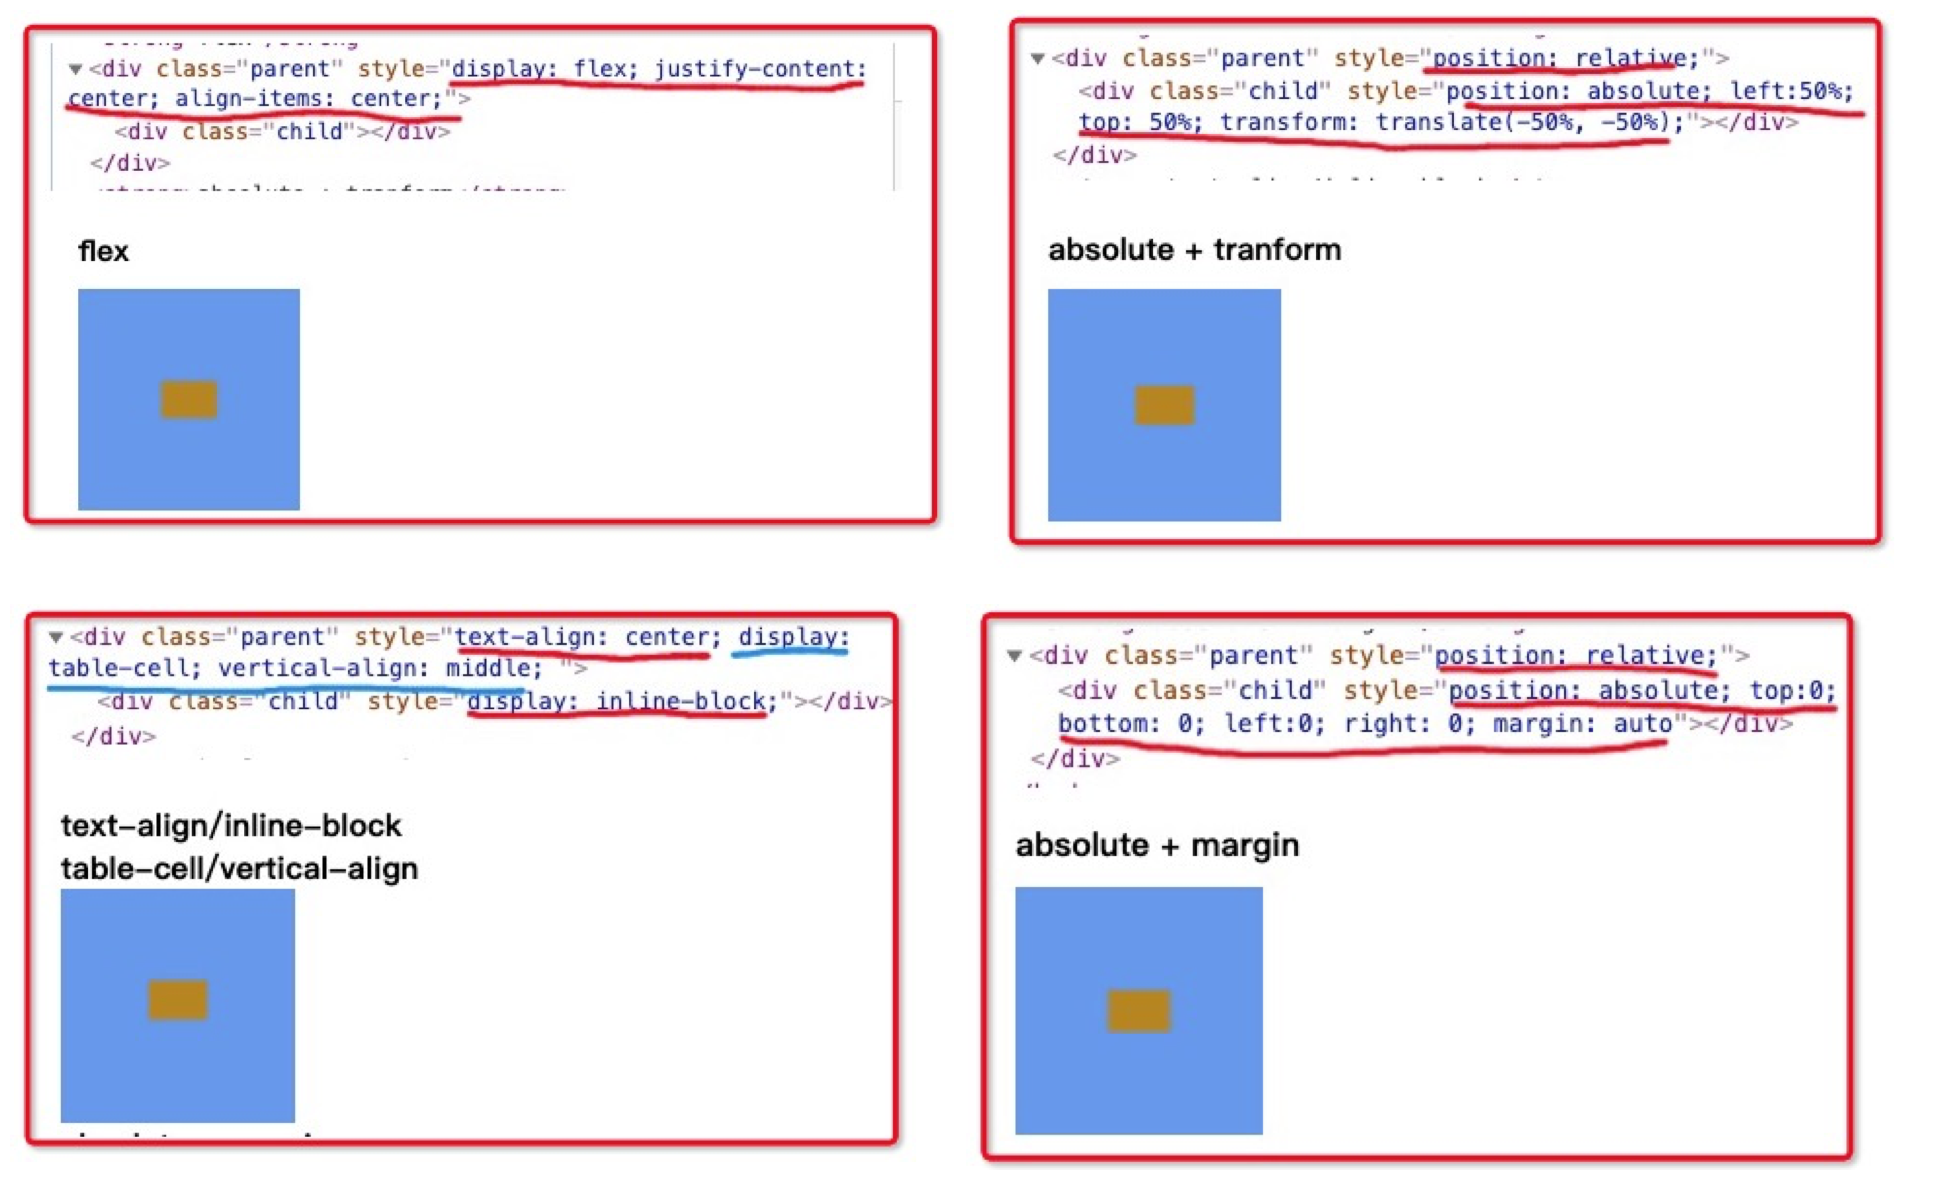 ▼<div class="parent" style="display: flex; justify-content:
center; align-items: center;">
<div class="child"></div>
</div>
flex
▼<div class="parent" style="position: relative;">
<div class="child" style="position: absolute; left:50%;
top: 50%; transform: translate(-50%, -50%);"></div>
</div>
absolute + tranform
▼<div class="parent" style="text-align: center; display:
table-cell; vertical-align: middle; ">
<div class="child" style="display: inline-block;"></div>
</div>
text-align/inline-block
table-cell/vertical-align
▼<div class="parent" style="position: relative;">
<div class="child" style="position: absolute; top:0;
bottom: 0; left:0; right: 0; margin: auto"></div>
</div>
absolute + margin